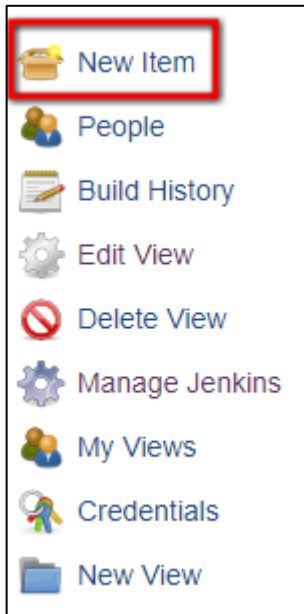 New Item
People
Build History
Edit View
Delete View
Manage Jenkins
My Views
Credentials
New View